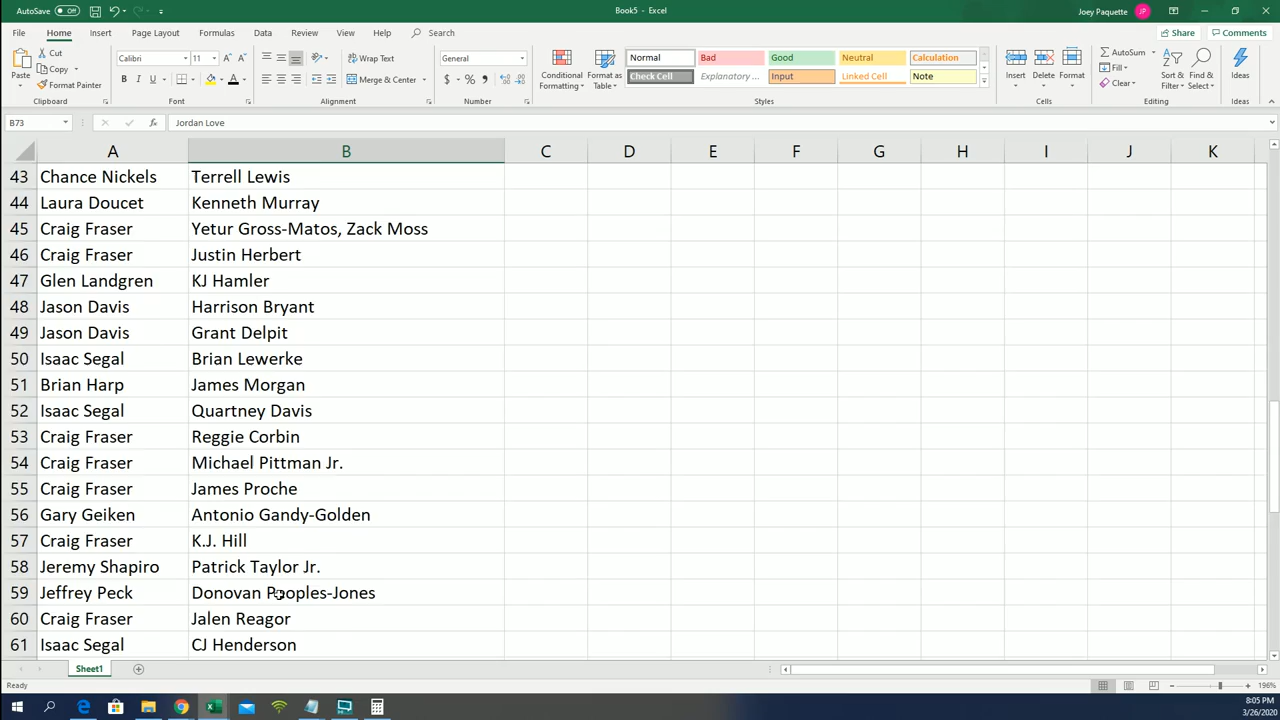 AutoSave Off Book5 - Excel Joey Paquette JP
File Home Insert Page Layout Formulas Data Review View Help Search Share Comments
Cut Calibri 11 Wrap Text General Normal Bad Good Neutral Calculation AutoSum
Copy Fill
Paste Format Painter B I U Merge & Center $ % Conditional Formatting Format as Table Check Cell Explanatory ... Input Linked Cell Note Insert Delete Format Clear Sort & Filter Find & Select Ideas
Clipboard Font Alignment Number Styles Cells Editing Ideas
B73 fx Jordan Love
A B C D E F G H I J K
43 Chance Nickels Terrell Lewis
44 Laura Doucet Kenneth Murray
45 Craig Fraser Yetur Gross-Matos, Zack Moss
46 Craig Fraser Justin Herbert
47 Glen Landgren KJ Hamler
48 Jason Davis Harrison Bryant
49 Jason Davis Grant Delpit
50 Isaac Segal Brian Lewerke
51 Brian Harp James Morgan
52 Isaac Segal Quartney Davis
53 Craig Fraser Reggie Corbin
54 Craig Fraser Michael Pittman Jr.
55 Craig Fraser James Proche
56 Gary Geiken Antonio Gandy-Golden
57 Craig Fraser K.J. Hill
58 Jeremy Shapiro Patrick Taylor Jr.
59 Jeffrey Peck Donovan Peoples-Jones
60 Craig Fraser Jalen Reagor
61 Isaac Segal CJ Henderson
Sheet1
Ready 196%
8:05 PM
3/26/2020